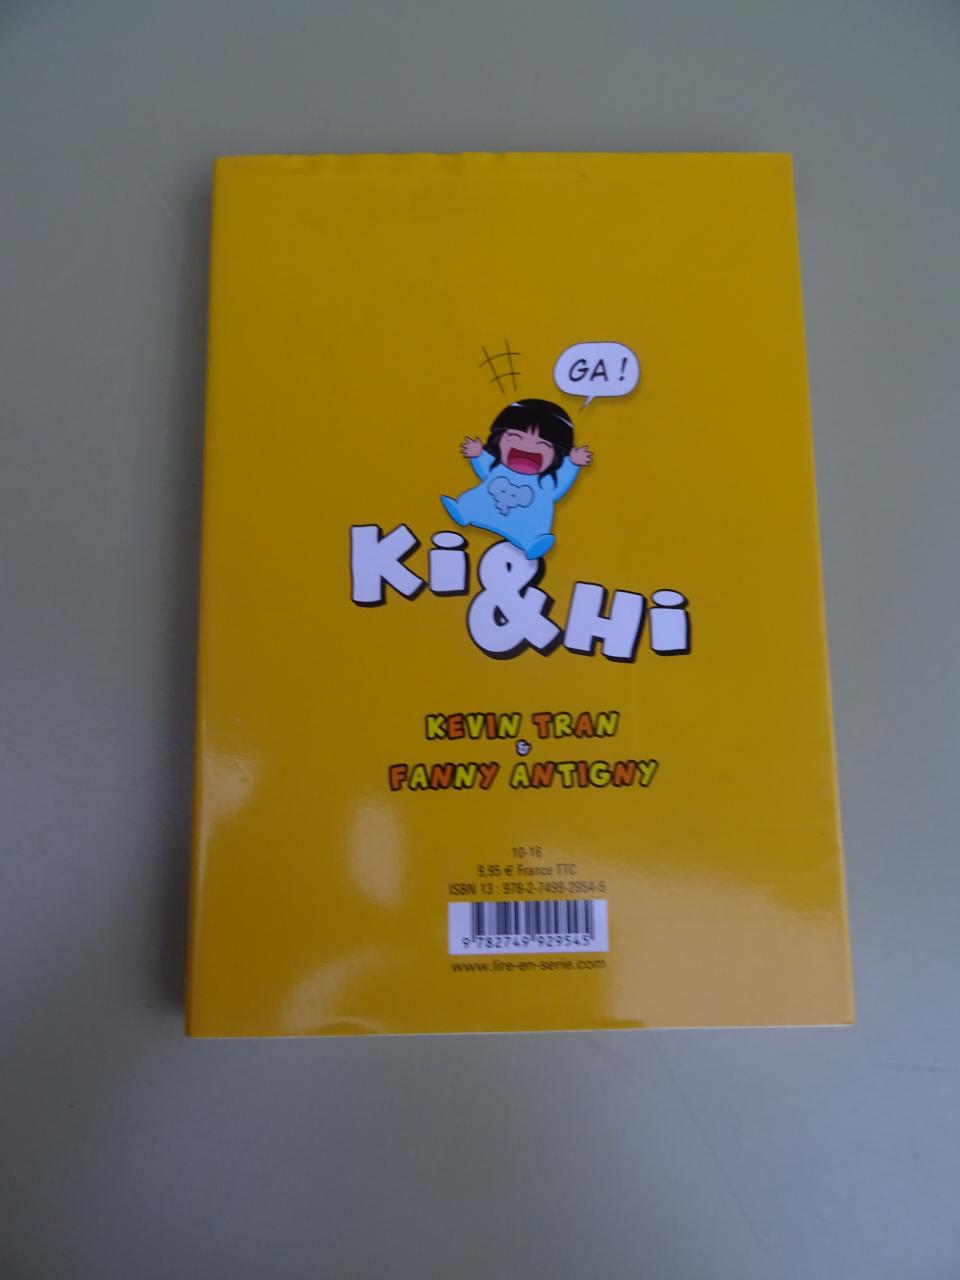 GA !
Ki & Hi
KEVIN TRAN
&
FANNY ANTIGNY
10-16
9,95 € France TTC
ISBN 13 : 978-2-7499-2954-5
9 782749 929545
www.lire-en-serie.com